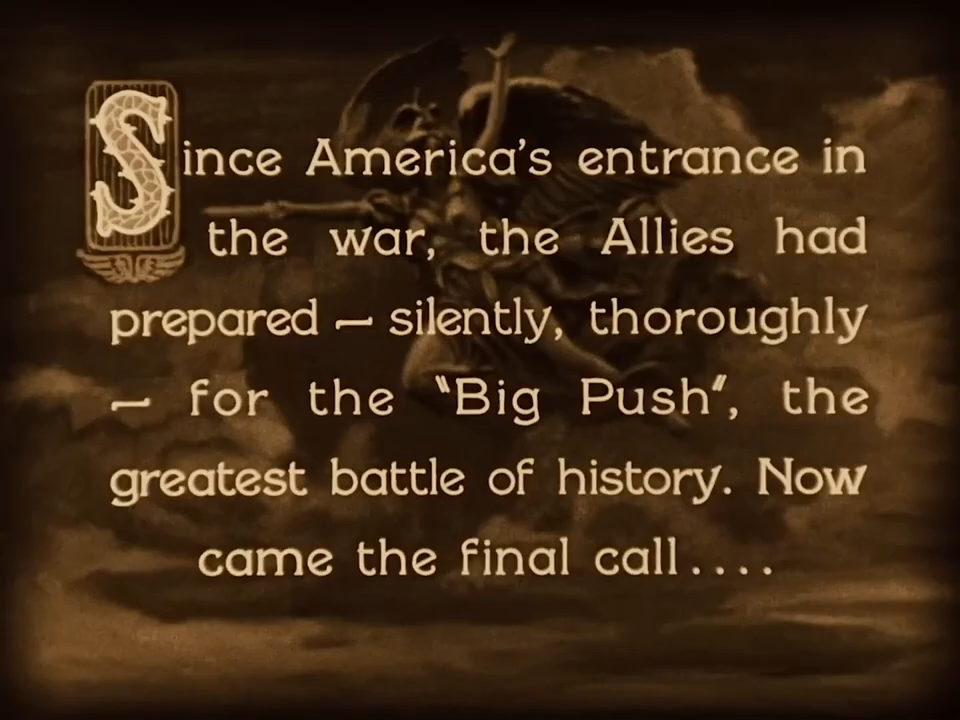 Since America's entrance in
the war, the Allies had
prepared — silently, thoroughly
— for the "Big Push", the
greatest battle of history. Now
came the final call....